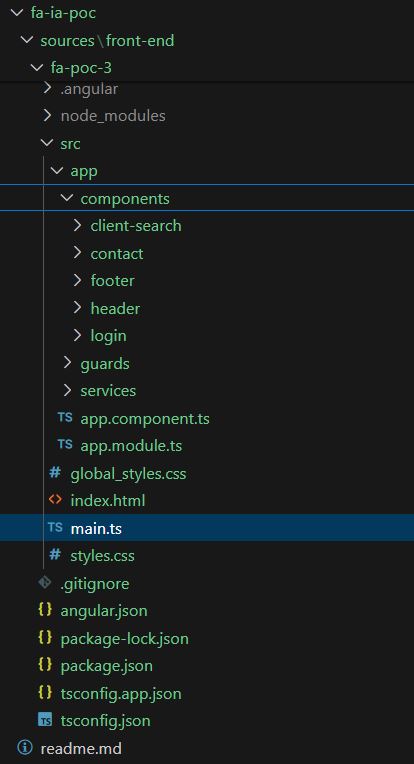 fa-ia-poc
sources\front-end
fa-poc-3
.angular
node_modules
src
app
components
client-search
contact
footer
header
login
guards
services
TS app.component.ts
TS app.module.ts
# global_styles.css
<> index.html
TS main.ts
# styles.css
.gitignore
{} angular.json
{} package-lock.json
{} package.json
{} tsconfig.app.json
TS tsconfig.json
readme.md